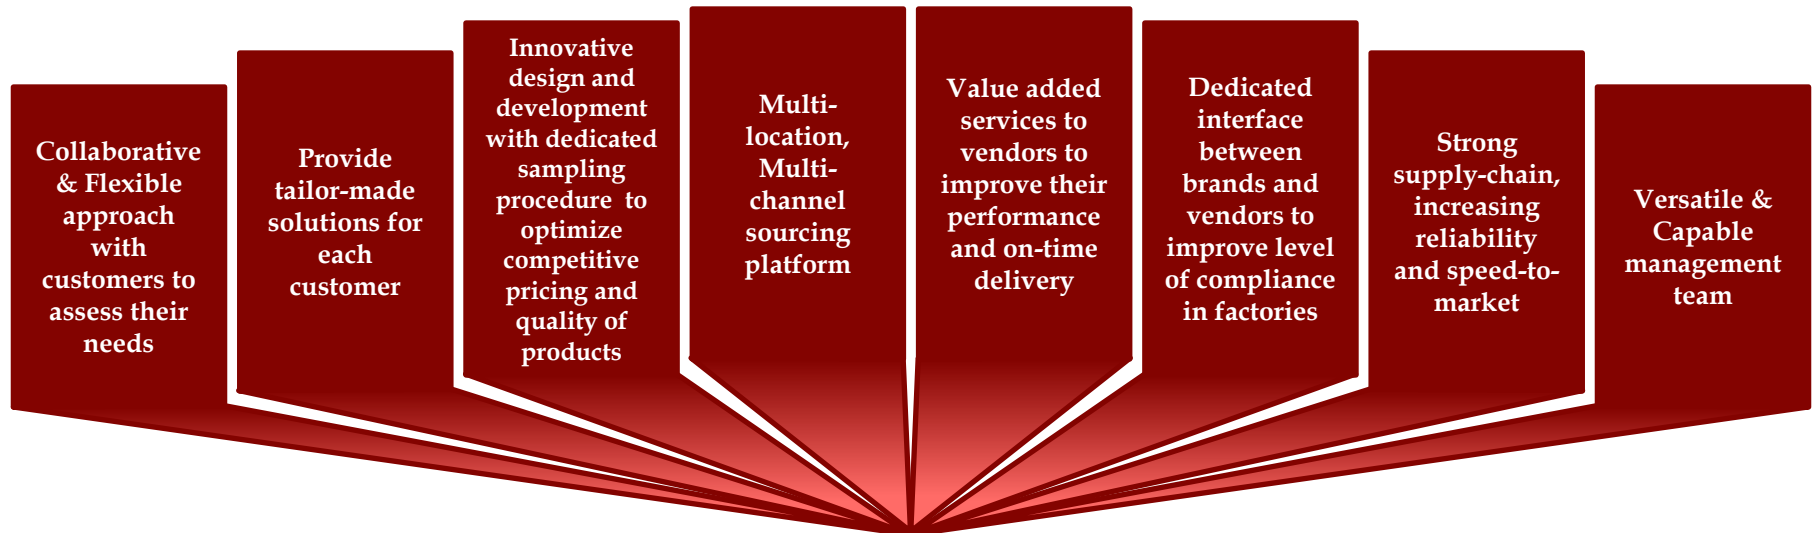 Collaborative
& Flexible
approach
with
customers to
assess their
needs
Provide
tailor-made
solutions for
each
customer
Innovative
design and
development
with dedicated
sampling
procedure to
optimize
competitive
pricing and
quality of
products
Multi-
location,
Multi-
channel
sourcing
platform
Value added
services to
vendors to
improve their
performance
and on-time
delivery
Dedicated
interface
between
brands and
vendors to
improve level
of compliance
in factories
Strong
supply-chain,
increasing
reliability
and speed-to-
market
Versatile &
Capable
management
team